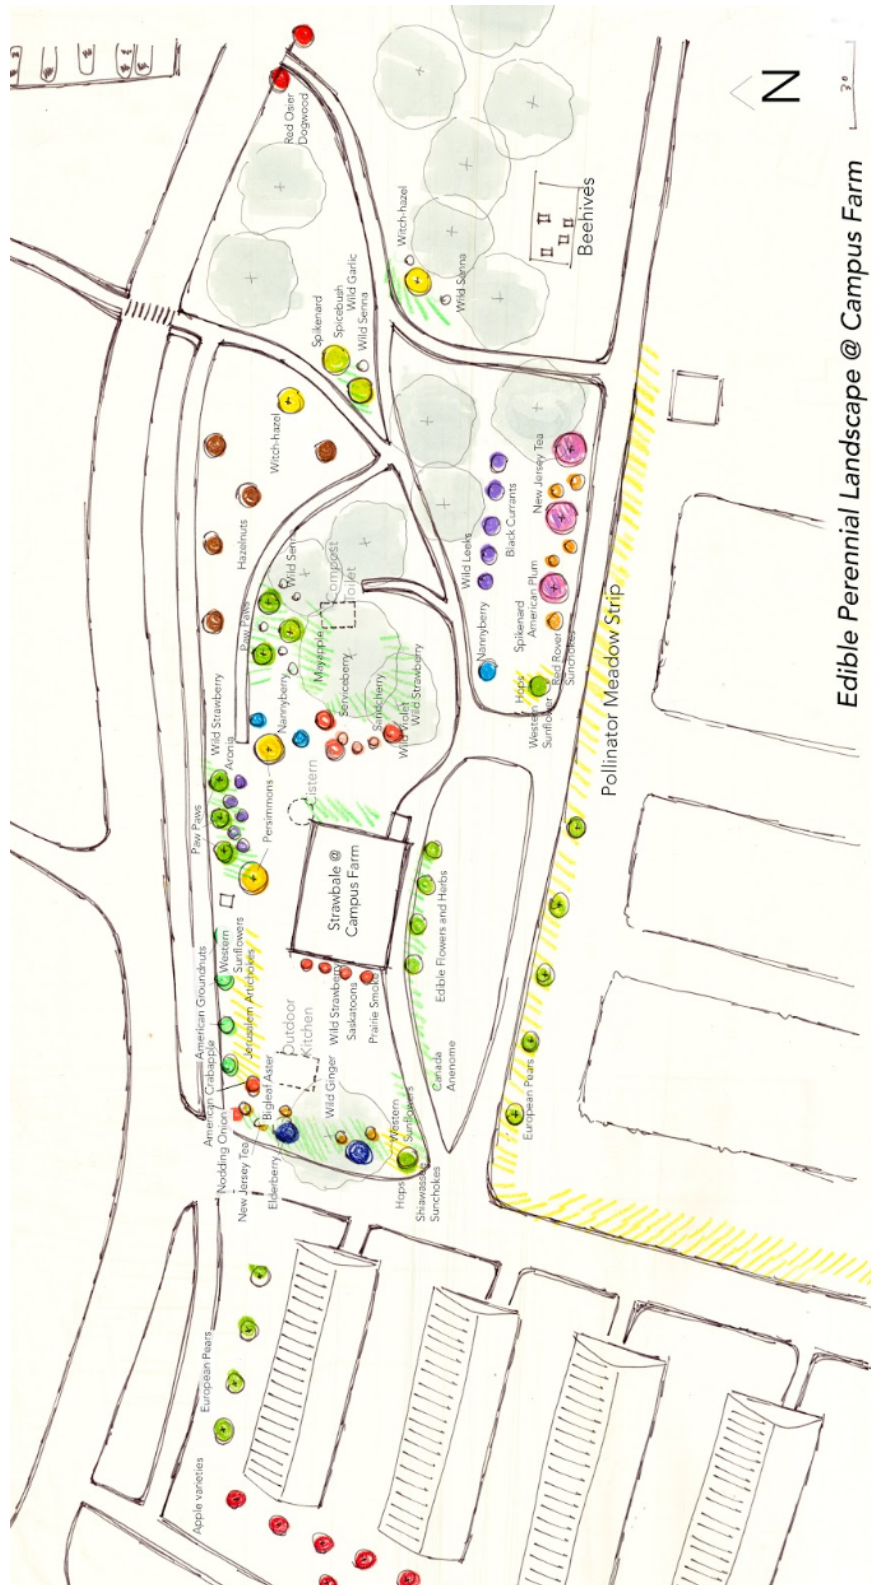 Red Osier
Dogwood
N
3'0
Edible Perennial Landscape @ Campus Farm
Beehives
Witch-hazel
Wild Senna
Spikenard
Spicebush
Wild Garlic
Wild Senna
Witch-hazel
Hazelnuts
Wild Senn
Compost
Toilet
Paw Paws
Mayapple
Serviceberry
Sandcherry
Wild Violet
Wild Strawberry
Nannyberry
Wild Strawberry
Aronia
Paw Paws
Persimmons
Cistern
Wild Leeks
Black Currants
New Jersey Tea
Nannyberry
Spikenard
American Plum
Red Rover
Sunchokes
Hops
Western
Sunflower
Pollinator Meadow Strip
Strawbale @
Campus Farm
Edible Flowers and Herbs
Canada
Anenome
European Pears
Western
Sunflowers
Jerusalem Artichokes
American Groundnuts
American Crabapple
Nodding Onion
Outdoor
Kitchen
Wild Strawberry
Saskatoons
Prairie Smoke
Bigleaf Aster
New Jersey Tea
Elderberry
Wild Ginger
Western
Sunflowers
Hops
Shiawassee
Sunchokes
European Pears
Apple varieties